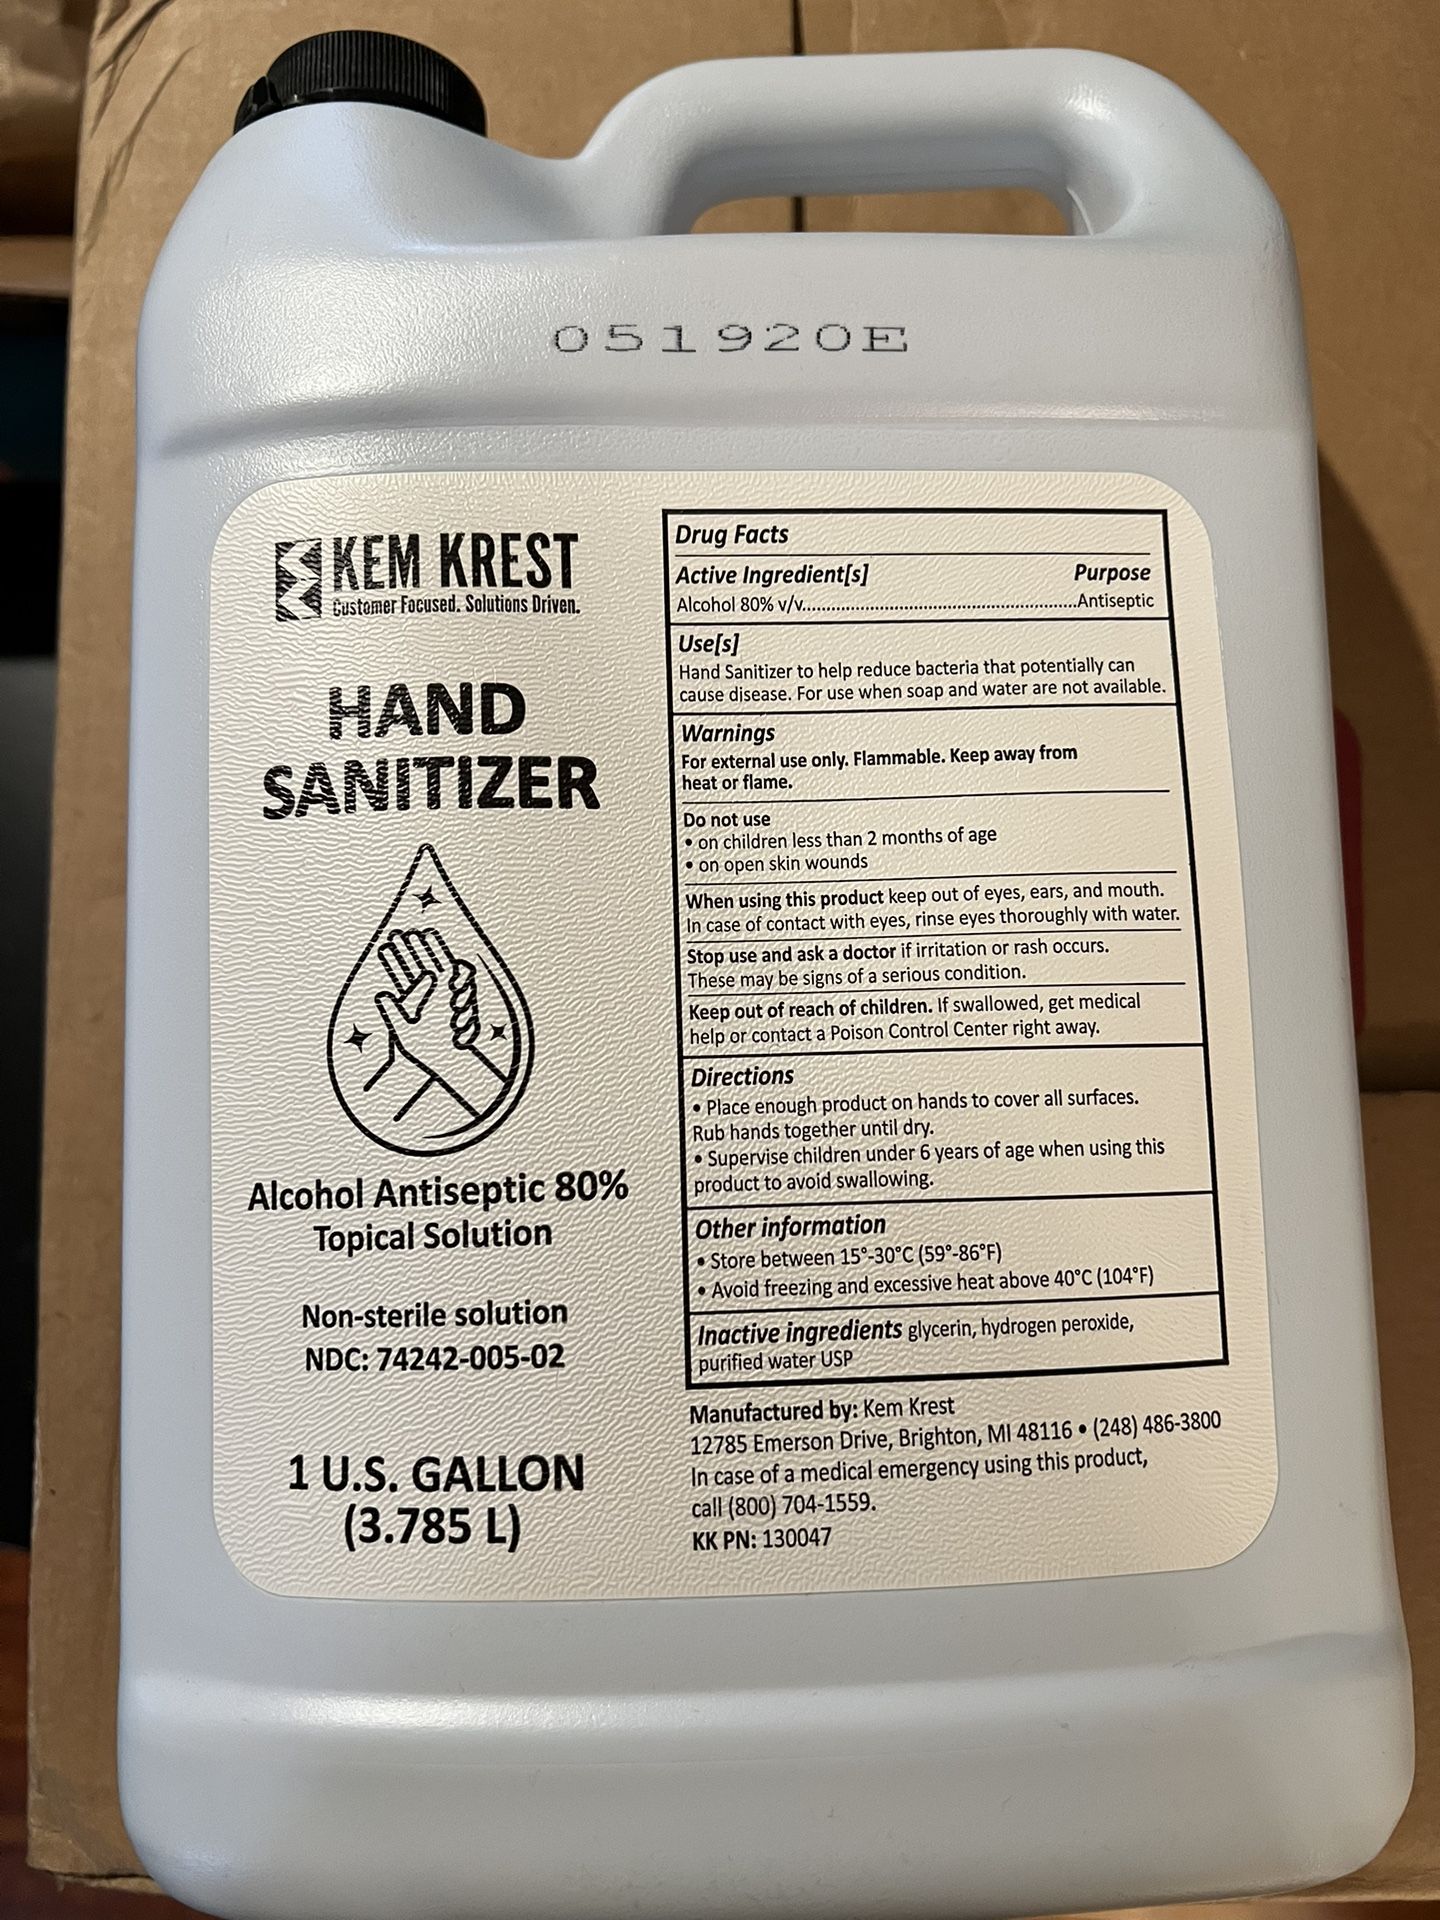 051920E
KEM KREST
Customer Focused. Solutions Driven.
HAND
SANITIZER
Alcohol Antiseptic 80%
Topical Solution
Non-sterile solution
NDC: 74242-005-02
1 U.S. GALLON
(3.785 L)
Drug Facts
Active Ingredient[s] Purpose
Alcohol 80% v/v..........................................................Antiseptic
Use[s]
Hand Sanitizer to help reduce bacteria that potentially can
cause disease. For use when soap and water are not available.
Warnings
For external use only. Flammable. Keep away from
heat or flame.
Do not use
• on children less than 2 months of age
• on open skin wounds
When using this product keep out of eyes, ears, and mouth.
In case of contact with eyes, rinse eyes thoroughly with water.
Stop use and ask a doctor if irritation or rash occurs.
These may be signs of a serious condition.
Keep out of reach of children. If swallowed, get medical
help or contact a Poison Control Center right away.
Directions
• Place enough product on hands to cover all surfaces.
Rub hands together until dry.
• Supervise children under 6 years of age when using this
product to avoid swallowing.
Other information
• Store between 15°-30°C (59°-86°F)
• Avoid freezing and excessive heat above 40°C (104°F)
Inactive ingredients glycerin, hydrogen peroxide,
purified water USP
Manufactured by: Kem Krest
12785 Emerson Drive, Brighton, MI 48116 • (248) 486-3800
In case of a medical emergency using this product,
call (800) 704-1559.
KK PN: 130047